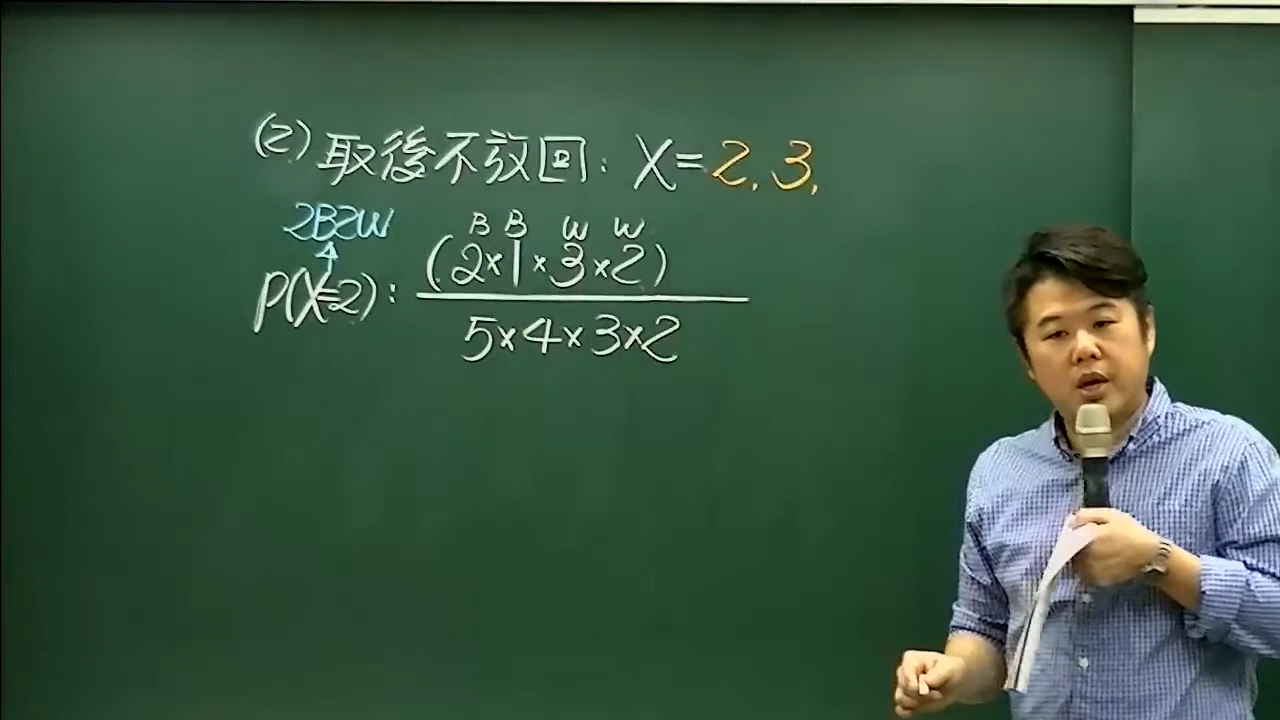 (2) 取後不放回: X=2, 3,
2B2W
B B W W
P(X=2): (2×1×3×2)
5×4×3×2